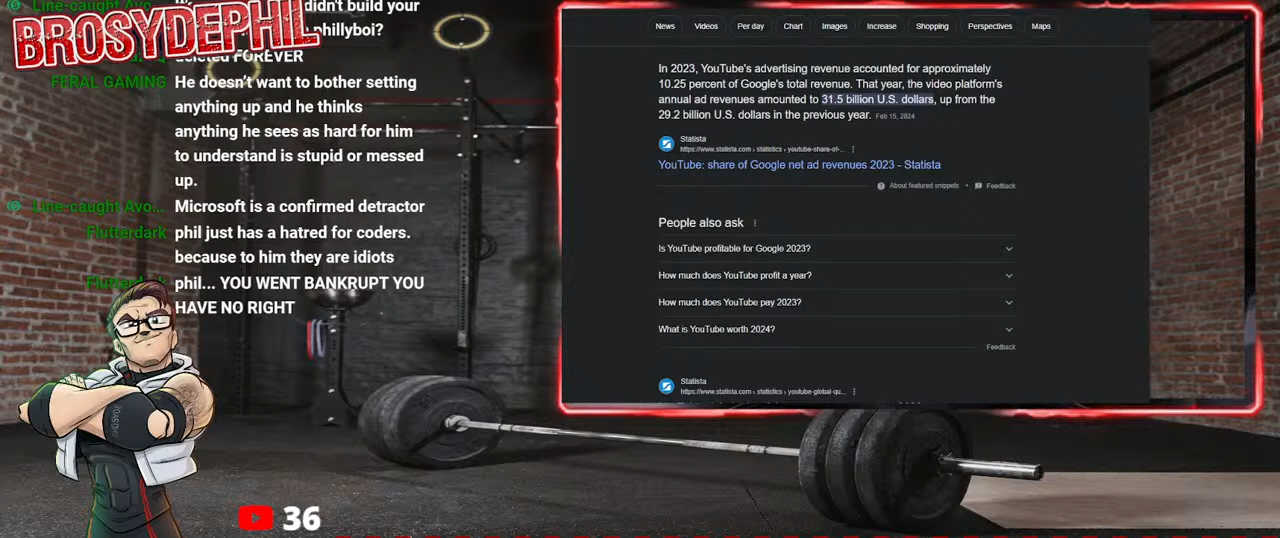 Line-caught Avo...
didn't build your
phillyboi?
BROSYDEPHIL
deleted FOREVER
FERAL GAMING He doesn't want to bother setting
anything up and he thinks
anything he sees as hard for him
to understand is stupid or messed
up.
Line-caught Avo... Microsoft is a confirmed detractor
Flutterdark phil just has a hatred for coders.
because to him they are idiots
Flutterdark phil... YOU WENT BANKRUPT YOU
HAVE NO RIGHT
36
News Videos Per day Chart Images Increase Shopping Perspectives Maps
In 2023, YouTube's advertising revenue accounted for approximately
10.25 percent of Google's total revenue. That year, the video platform's
annual ad revenues amounted to 31.5 billion U.S. dollars, up from the
29.2 billion U.S. dollars in the previous year. Feb 15, 2024
Statista
https://www.statista.com › statistics › youtube-share-of-...
YouTube: share of Google net ad revenues 2023 - Statista
About featured snippets • Feedback
People also ask
Is YouTube profitable for Google 2023?
How much does YouTube profit a year?
How much does YouTube pay 2023?
What is YouTube worth 2024?
Feedback
Statista
https://www.statista.com › statistics › youtube-global-qu...